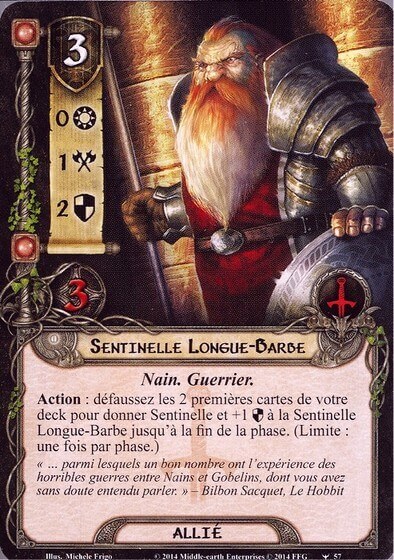 3
0
1
2
3
Sentinelle Longue-Barbe
Nain. Guerrier.
Action : défaussez les 2 premières cartes de votre
deck pour donner Sentinelle et +1 à la Sentinelle
Longue-Barbe jusqu'à la fin de la phase. (Limite :
une fois par phase.)
« ... parmi lesquels un bon nombre ont l'expérience des
horribles guerres entre Nains et Gobelins, dont vous avez
sans doute entendu parler. » – Bilbon Sacquet, Le Hobbit
ALLIÉ
Illus. Michele Frigo © 2014 Middle-earth Enterprises © 2014 FFG 57